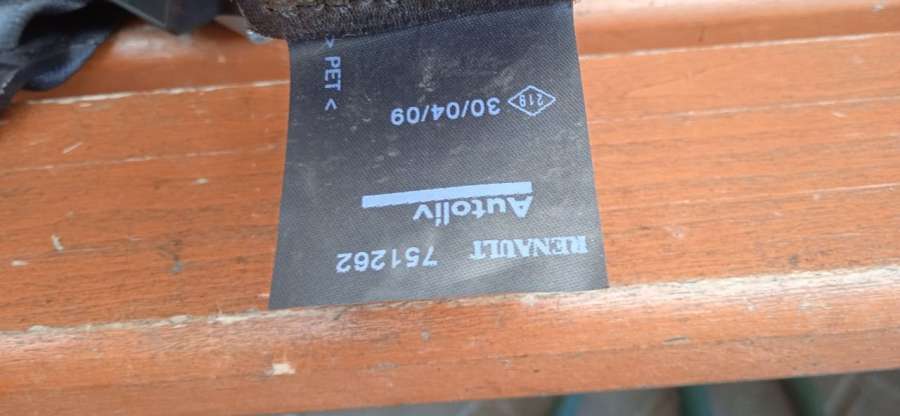 RENAULT 751262
Autoliv
218 30/04/09
> PET <